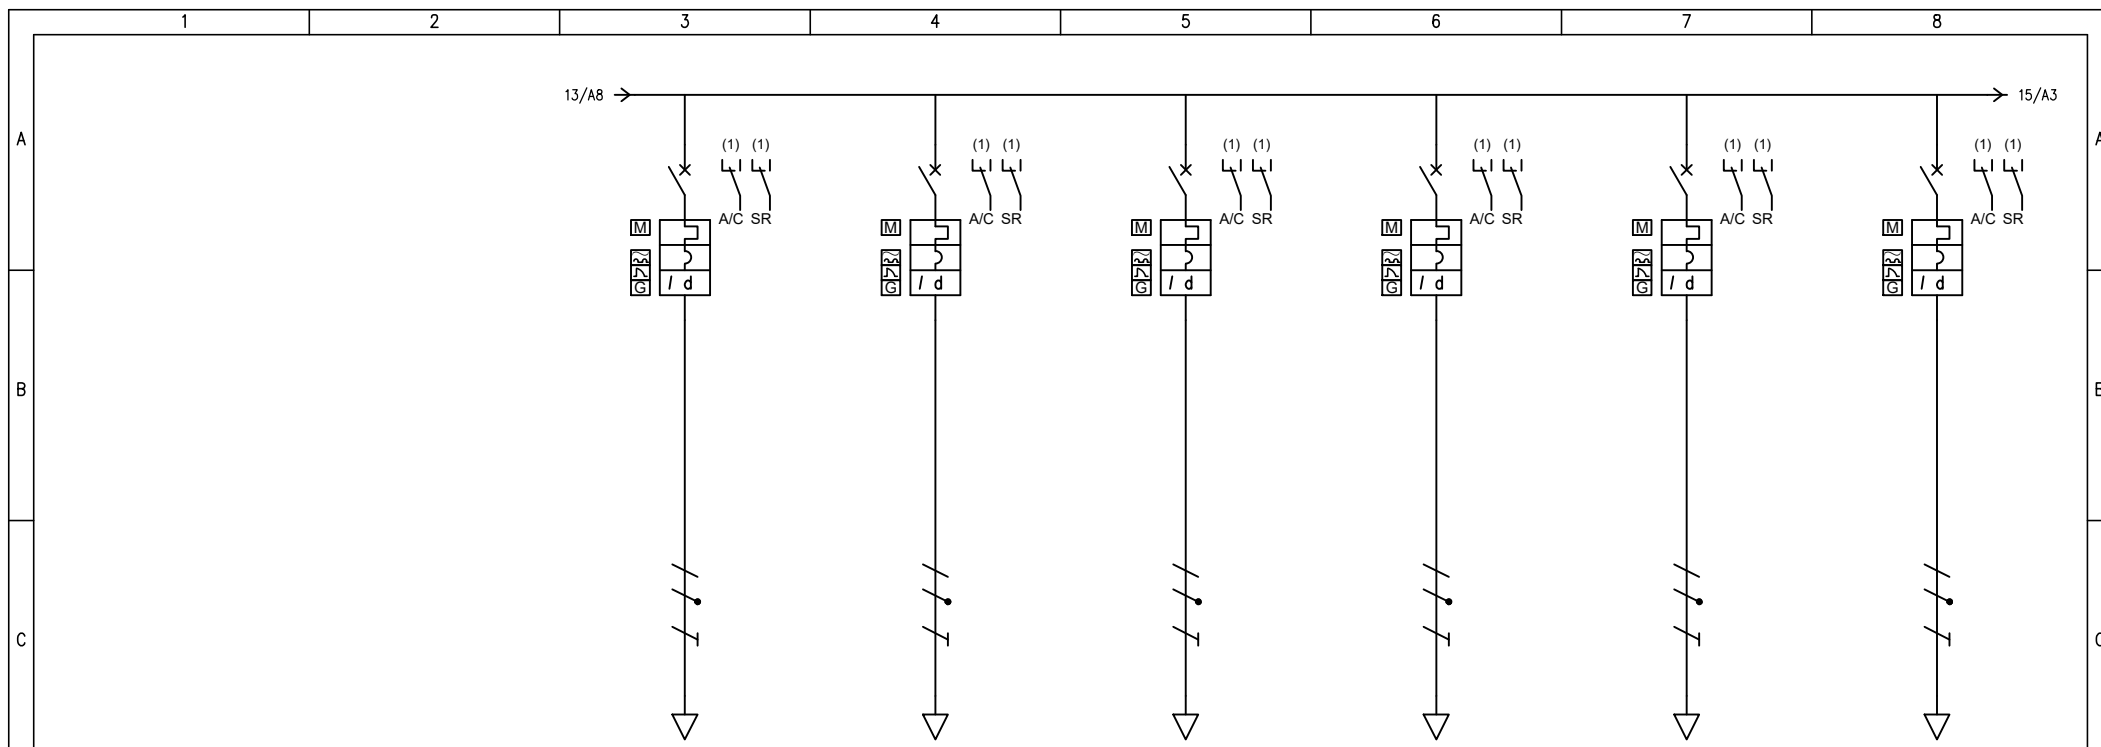 1 2 3 4 5 6 7 8
13/A8 15/A3
A A
(1) (1) (1) (1) (1) (1) (1) (1) (1) (1) (1) (1)
A/C SR A/C SR A/C SR A/C SR A/C SR A/C SR
M M M M M M
G I d G I d G I d G I d G I d G I d
B B
C C